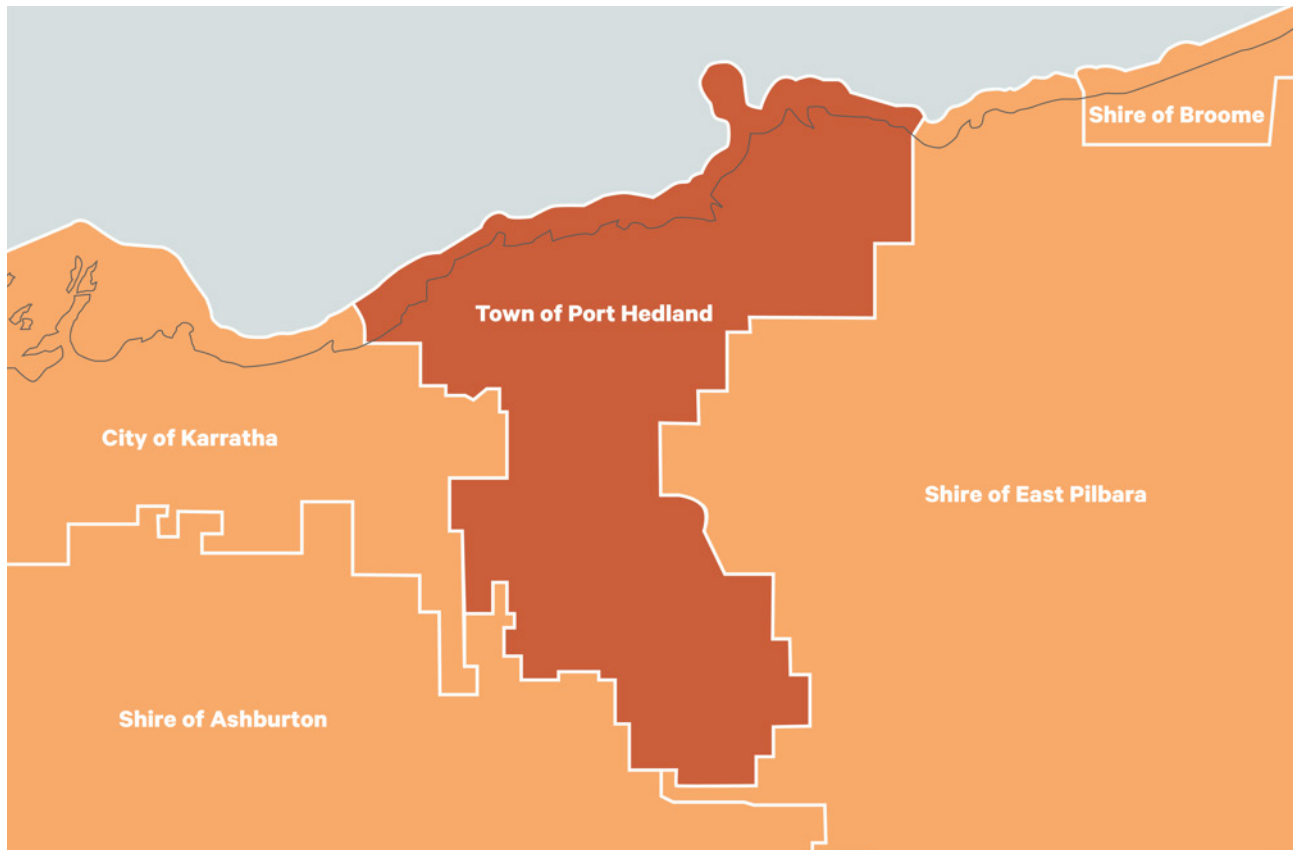 Shire of Broome
Town of Port Hedland
City of Karratha
Shire of East Pilbara
Shire of Ashburton